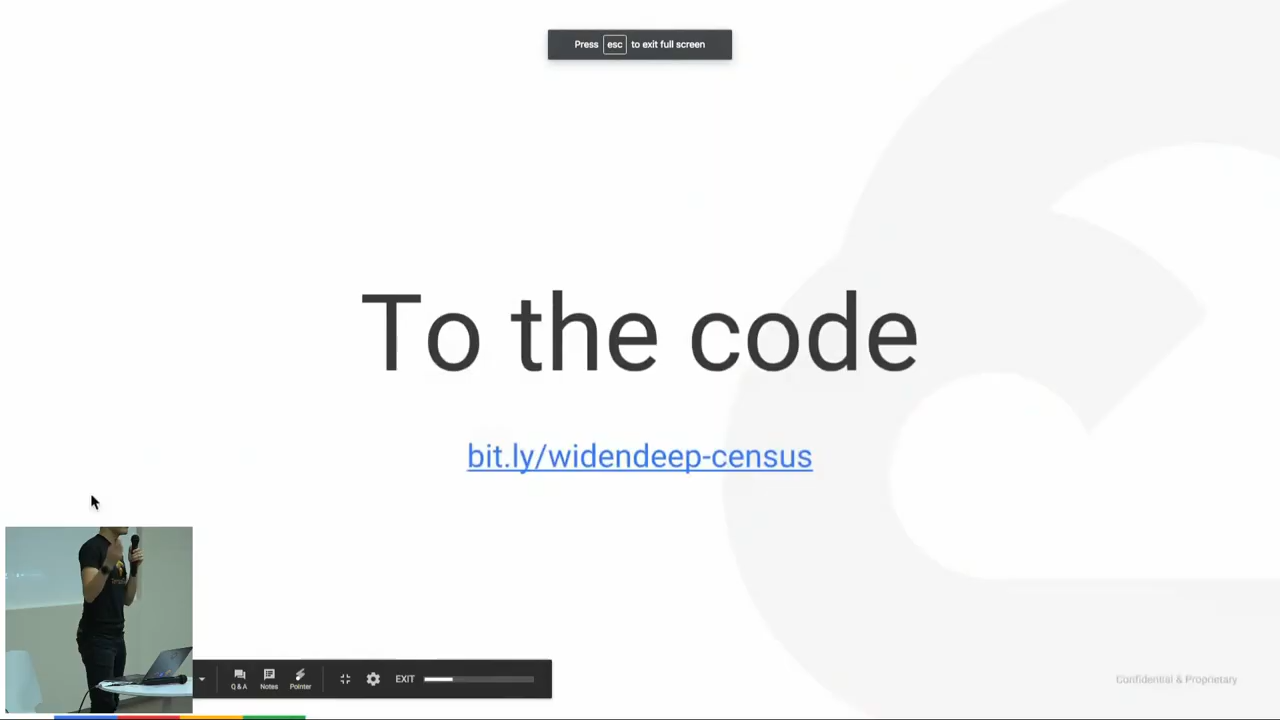 Press esc to exit full screen
To the code
bit.ly/widendeep-census
Q & A Notes Pointer EXIT
Confidential & Proprietary